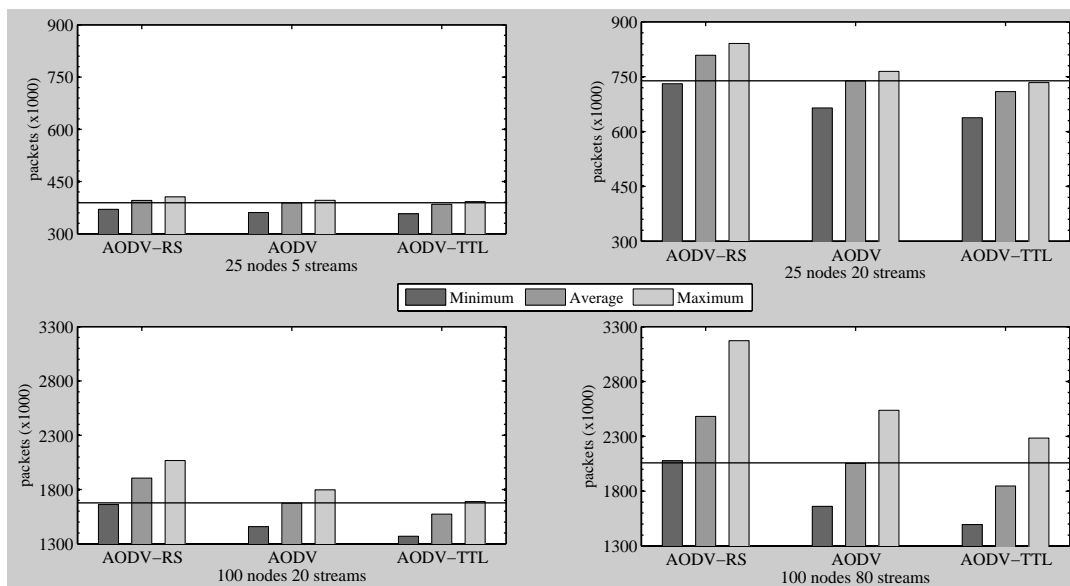 900
750
600
450
300
packets (x1000)
AODV−RS AODV AODV−TTL
25 nodes 5 streams
900
750
600
450
300
packets (x1000)
AODV−RS AODV AODV−TTL
25 nodes 20 streams
Minimum Average Maximum
3300
2800
2300
1800
1300
packets (x1000)
AODV−RS AODV AODV−TTL
100 nodes 20 streams
3300
2800
2300
1800
1300
packets (x1000)
AODV−RS AODV AODV−TTL
100 nodes 80 streams